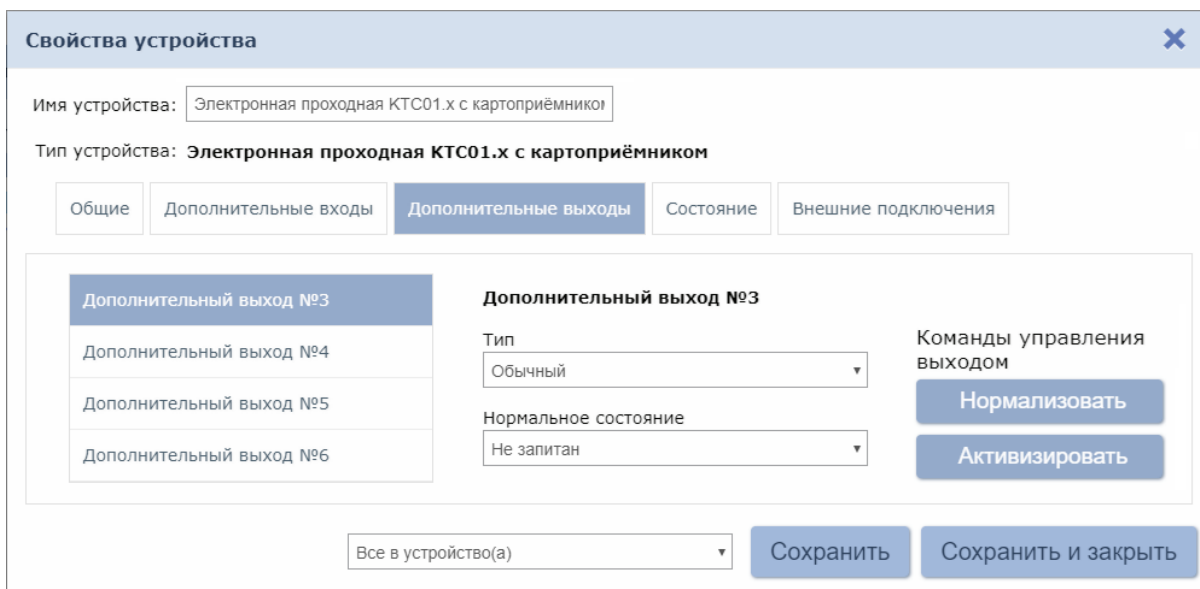 Свойства устройства
Имя устройства: Электронная проходная КТС01.х с картоприёмником
Тип устройства: Электронная проходная КТС01.х с картоприёмником
Общие Дополнительные входы Дополнительные выходы Состояние Внешние подключения
Дополнительный выход №3
Дополнительный выход №4
Дополнительный выход №5
Дополнительный выход №6
Дополнительный выход №3
Тип
Обычный
Нормальное состояние
Не запитан
Команды управления
выходом
Нормализовать
Активизировать
Все в устройство(а)
Сохранить
Сохранить и закрыть